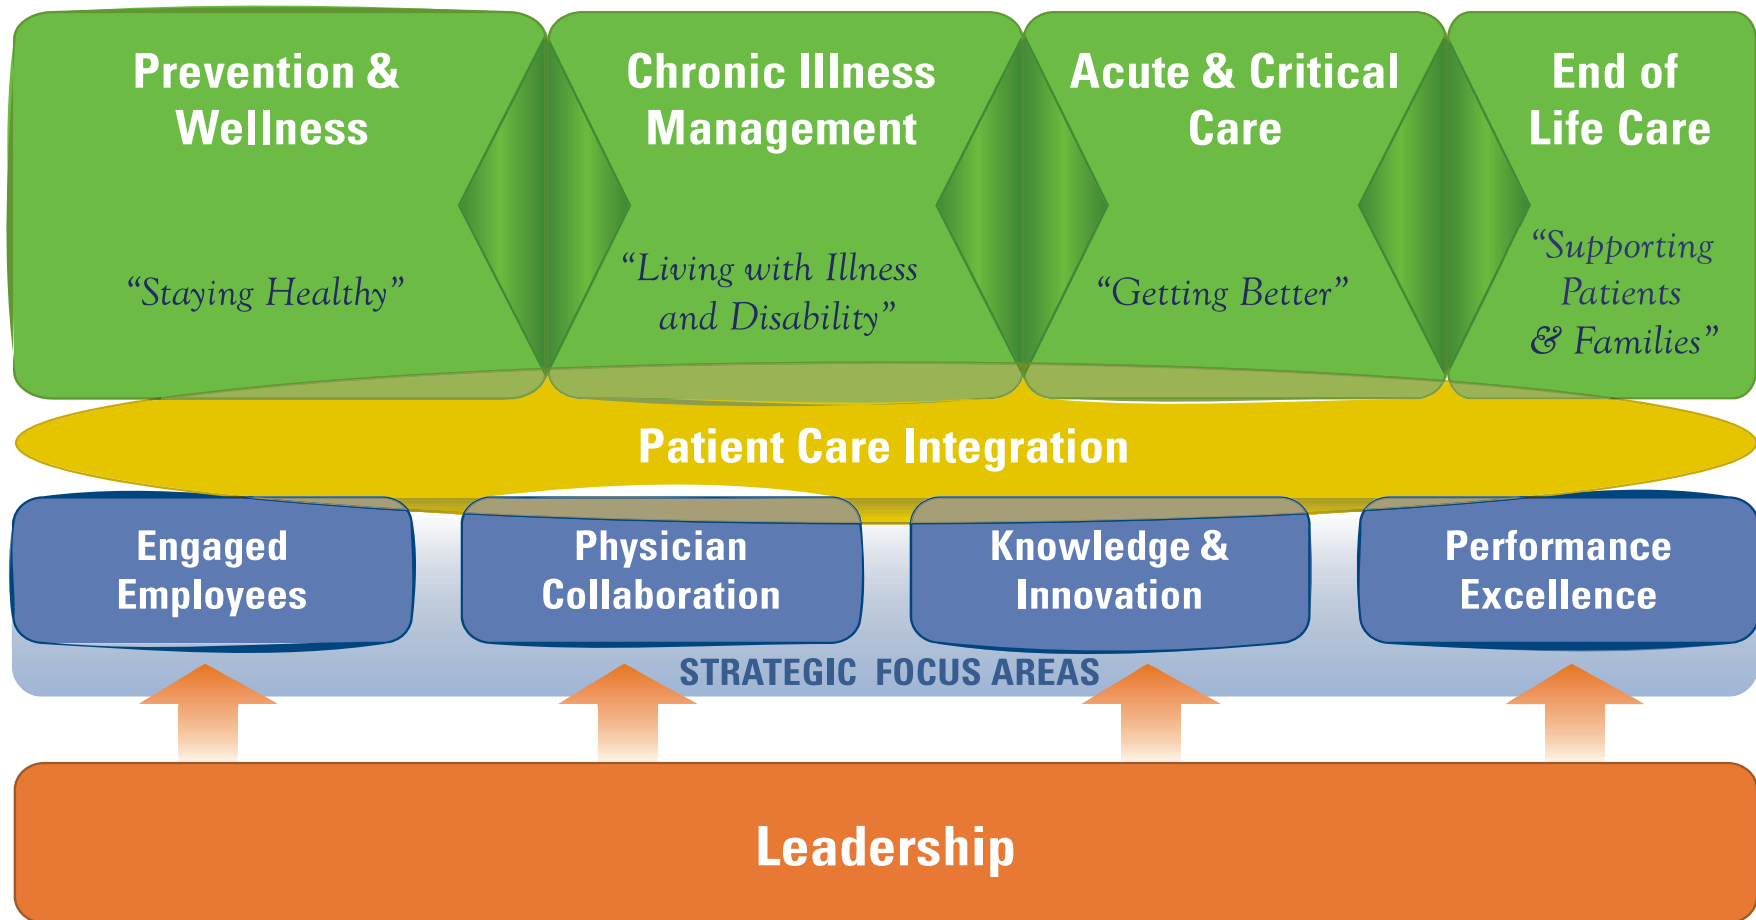 Prevention &
Wellness
“Staying Healthy”
Chronic Illness
Management
“Living with Illness
and Disability”
Acute & Critical
Care
“Getting Better”
End of
Life Care
“Supporting
Patients
& Families”
Patient Care Integration
Engaged
Employees
Physician
Collaboration
Knowledge &
Innovation
Performance
Excellence
STRATEGIC FOCUS AREAS
Leadership